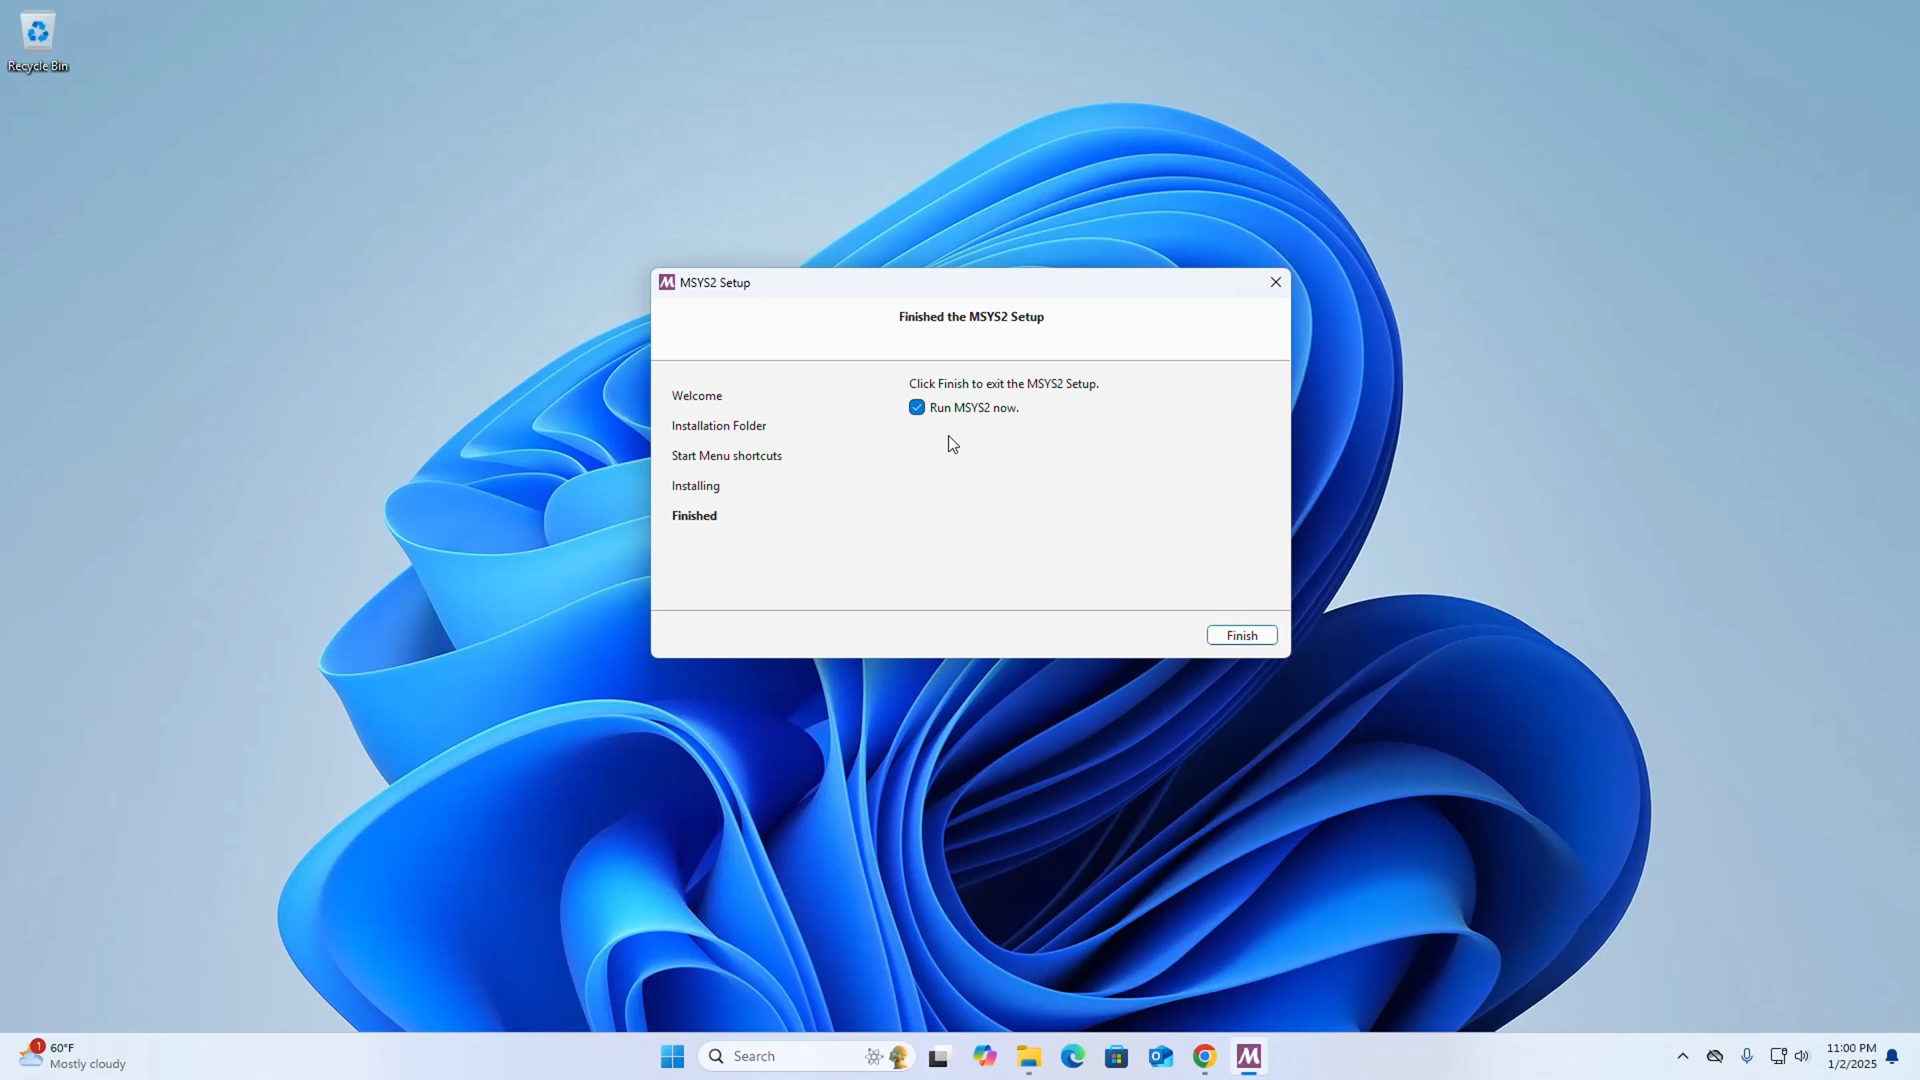 Recycle Bin
MSYS2 Setup
Finished the MSYS2 Setup
Welcome
Installation Folder
Start Menu shortcuts
Installing
Finished
Click Finish to exit the MSYS2 Setup.
Run MSYS2 now.
Finish
1
60°F
Mostly cloudy
Search
11:00 PM
1/2/2025